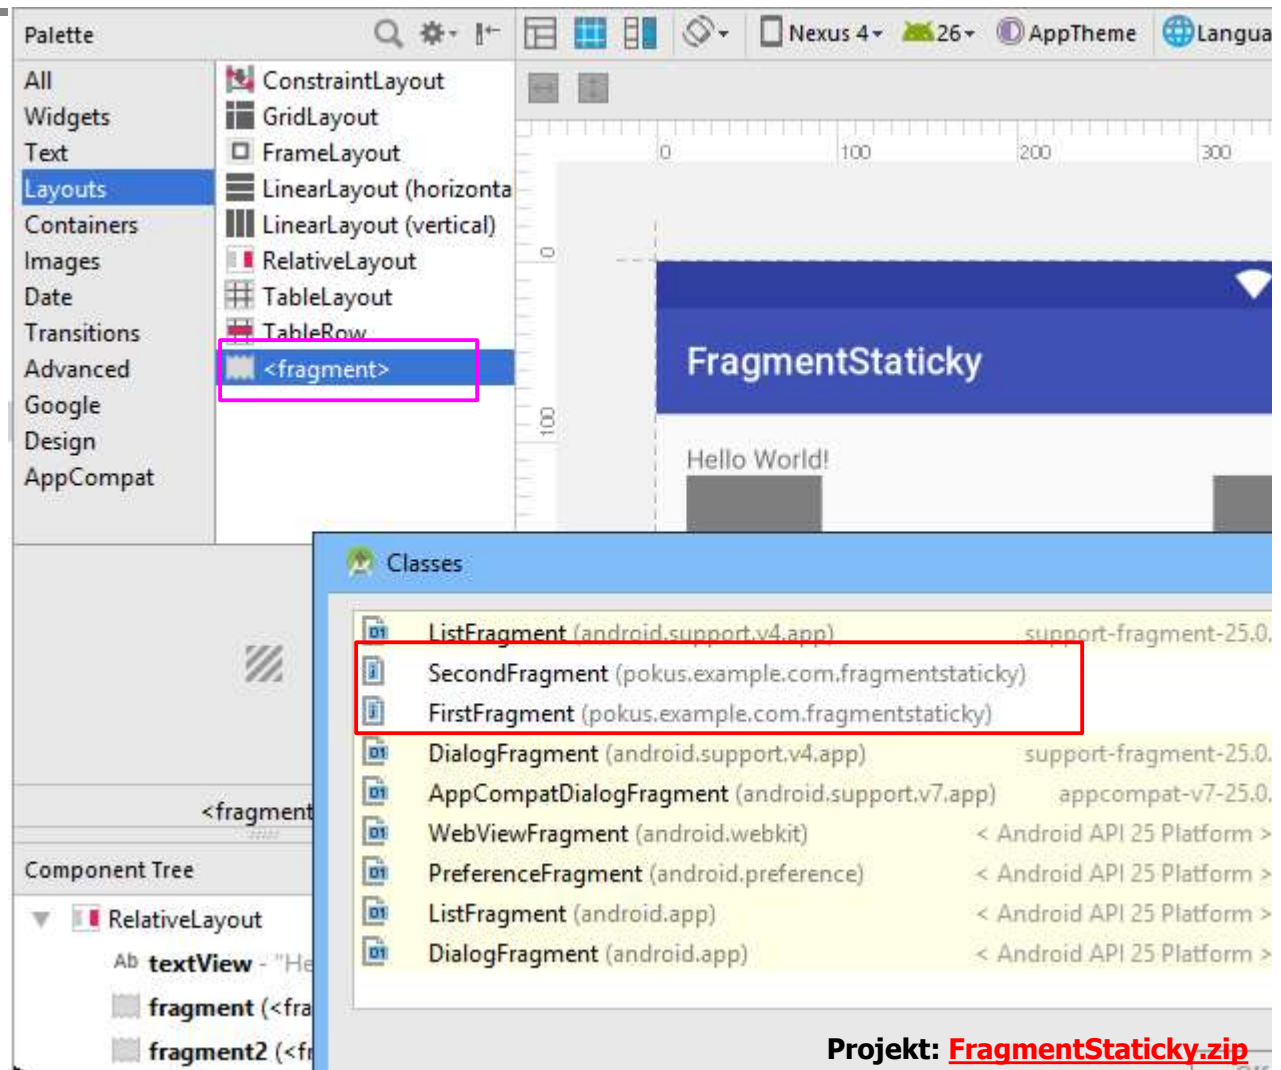 Palette
Nexus 4
26
AppTheme
All
Widgets
Text
Layouts
Containers
Images
Date
Transitions
Advanced
Google
Design
AppCompat
ConstraintLayout
GridLayout
FrameLayout
LinearLayout (horizonta
LinearLayout (vertical)
RelativeLayout
TableLayout
TableRow
<fragment>
0
100
200
300
0
100
FragmentStaticky
Hello World!
Classes
ListFragment (android.support.v4.app) support-fragment-25.0.
SecondFragment (pokus.example.com.fragmentstaticky)
FirstFragment (pokus.example.com.fragmentstaticky)
DialogFragment (android.support.v4.app) support-fragment-25.0.
AppCompatDialogFragment (android.support.v7.app) appcompat-v7-25.0.
WebViewFragment (android.webkit) < Android API 25 Platform >
PreferenceFragment (android.preference) < Android API 25 Platform >
ListFragment (android.app) < Android API 25 Platform >
DialogFragment (android.app) < Android API 25 Platform >
<fragment
Component Tree
RelativeLayout
Ab textView - "He
fragment (<fra
fragment2 (<fr
Projekt: FragmentStaticky.zip